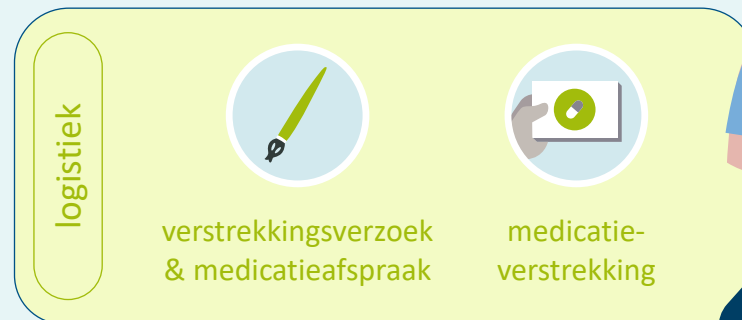 logistiek
verstrekkingsverzoek
& medicatieafspraak
medicatie-
verstrekking